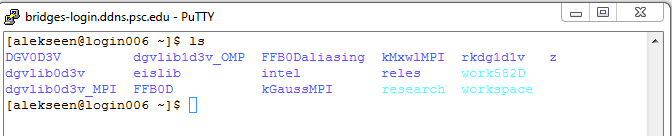 bridges-login.ddns.psc.edu - PuTTY
[alekseen@login006 ~]$ ls
DGV0D3V dgvlib1d3v_OMP FFB0Daliasing kMxwlMPI rkdg1d1v z
dgvlib0d3v eislib intel reles work582D
dgvlib0d3v_MPI FFB0D kGaussMPI research workspace
[alekseen@login006 ~]$